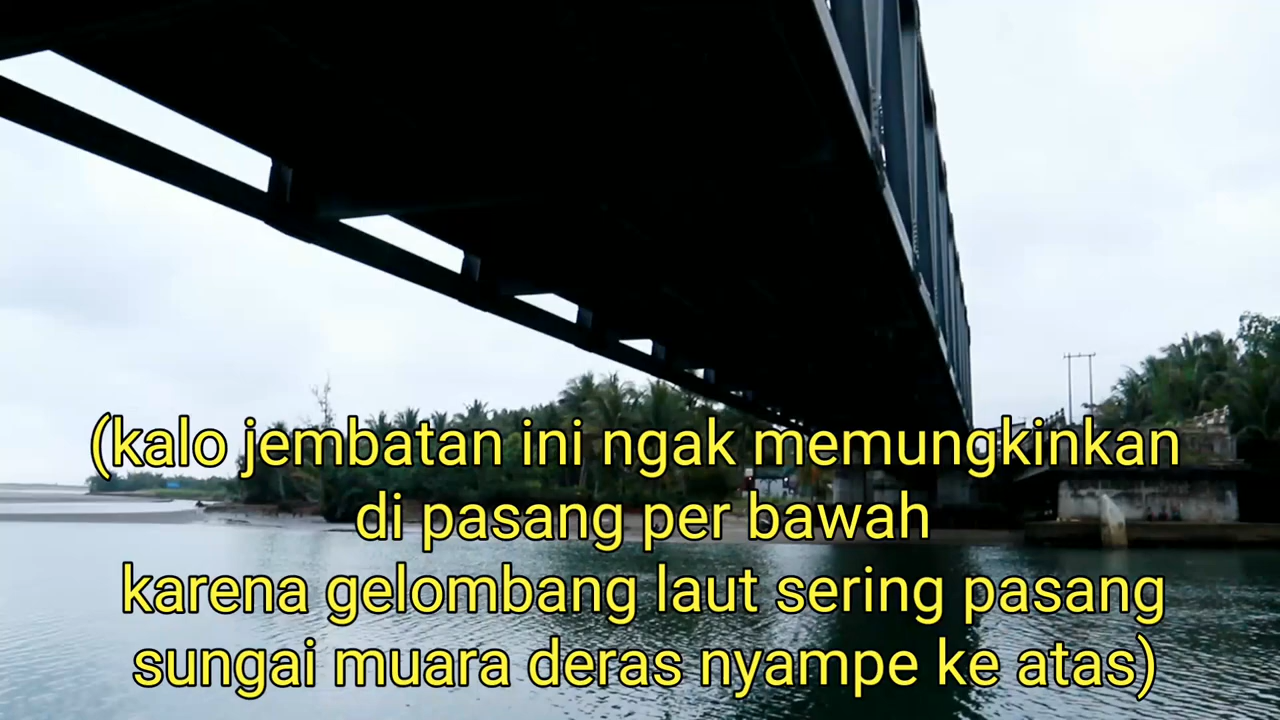 (kalo jembatan ini ngak memungkinkan
di pasang per bawah
karena gelombang laut sering pasang
sungai muara deras nyampe ke atas)